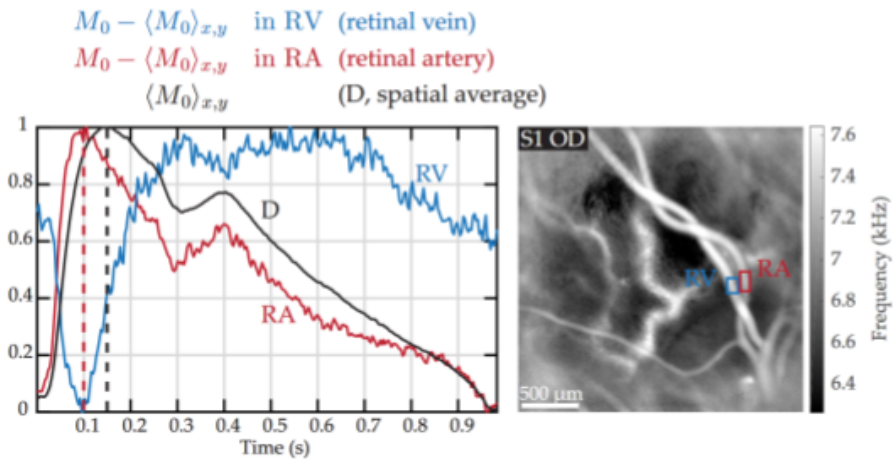 M₀ − ⟨M₀⟩x,y in RV (retinal vein)
M₀ − ⟨M₀⟩x,y in RA (retinal artery)
⟨M₀⟩x,y (D, spatial average)
1
0.8
0.6
0.4
0.2
0
RV
D
RA
0.1 0.2 0.3 0.4 0.5 0.6 0.7 0.8 0.9
Time (s)
S1 OD
RV
RA
500 µm
7.6
7.2
7
6.8
6.6
6.4
Frequency (kHz)